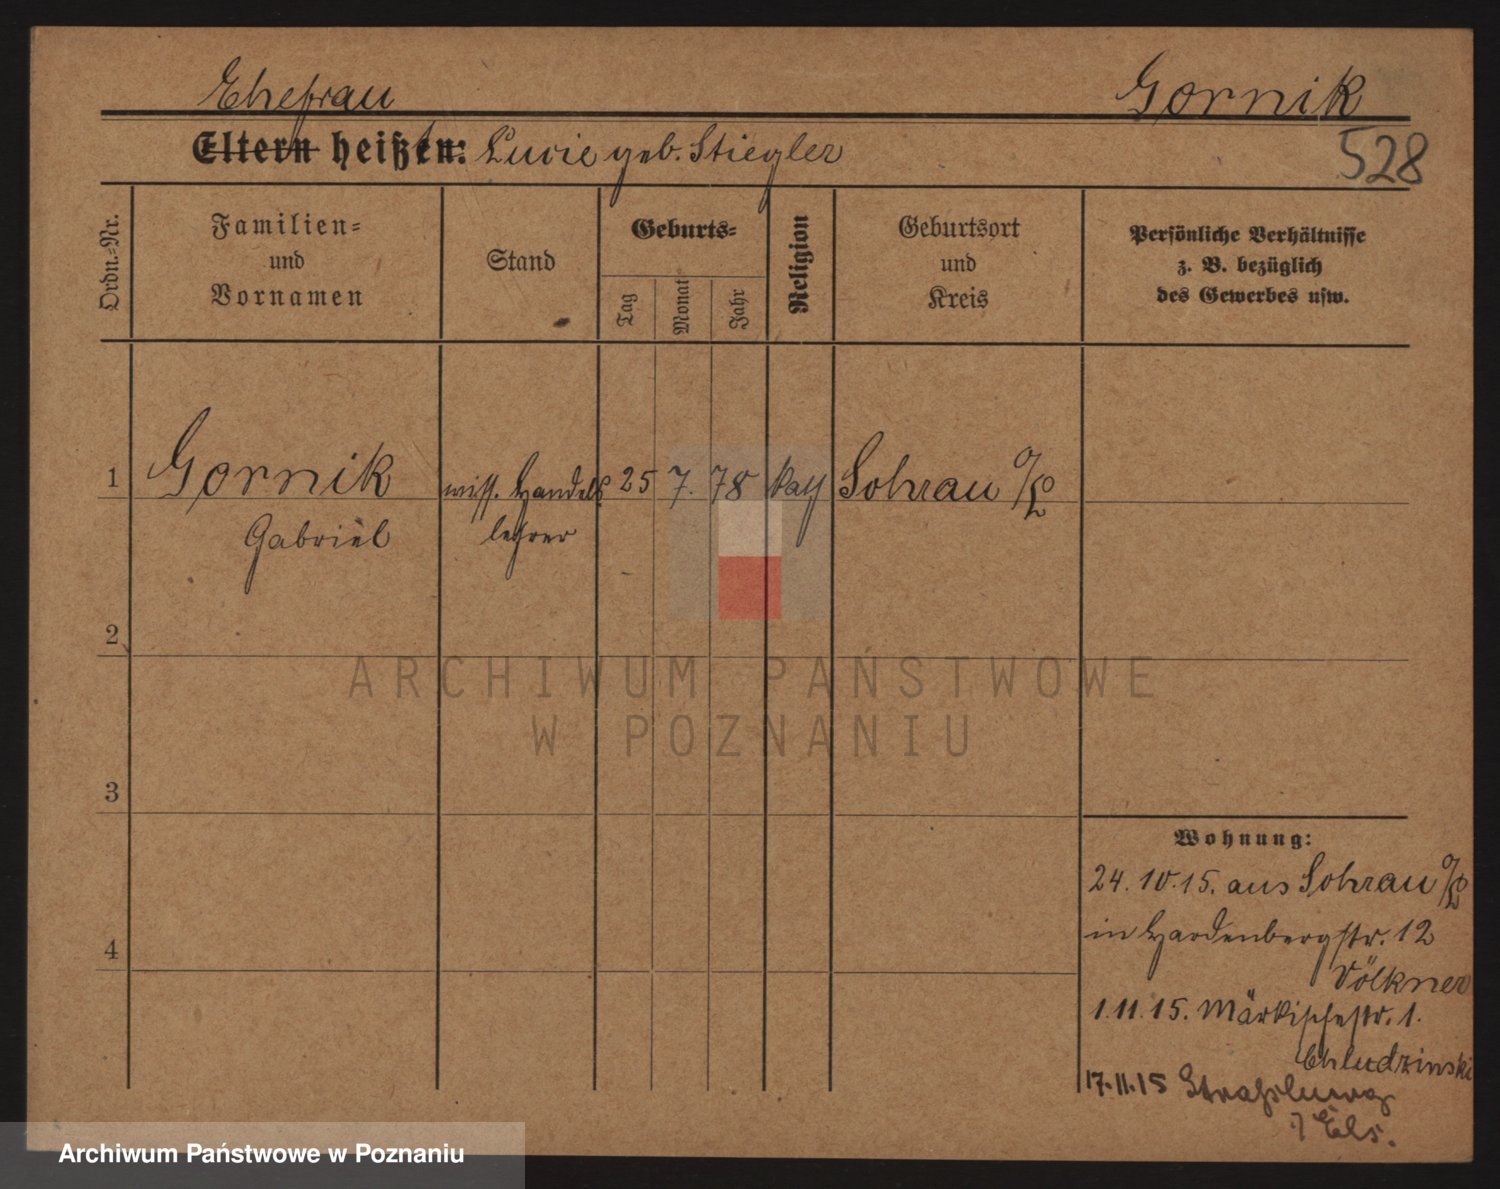 Ehefrau
Gornik
Eltern heißen: Lucie geb. Stiegler
528
Ordn.-Nr.
Familien-
und
Vornamen
Stand
Geburts-
Tag
Monat
Jahr
Religion
Geburtsort
und
Kreis
Persönliche Verhältnisse
z. B. bezüglich
des Gewerbes usw.
1 Gornik wiss. Handels 25 7. 78 kath Sohrau O/S
Gabriel lehrer
2
ARCHIWUM PAŃSTWOWE
W POZNANIU
3
Wohnung:
24.10.15. aus Sohrau O/S
in Hardenbergstr. 12
4
Völkner
1.11.15. Märkischestr. 1.
Chludzinski
17.11.15 Straßburg
i/ Els.
Archiwum Państwowe w Poznaniu